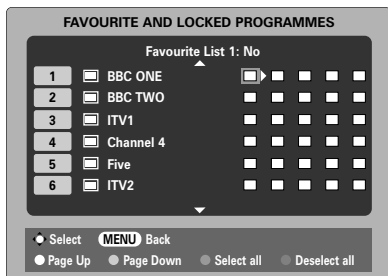 FAVOURITE AND LOCKED PROGRAMMES
Favourite List 1: No
1 BBC ONE
2 BBC TWO
3 ITV1
4 Channel 4
5 Five
6 ITV2
Select MENU Back
Page Up Page Down Select all Deselect all